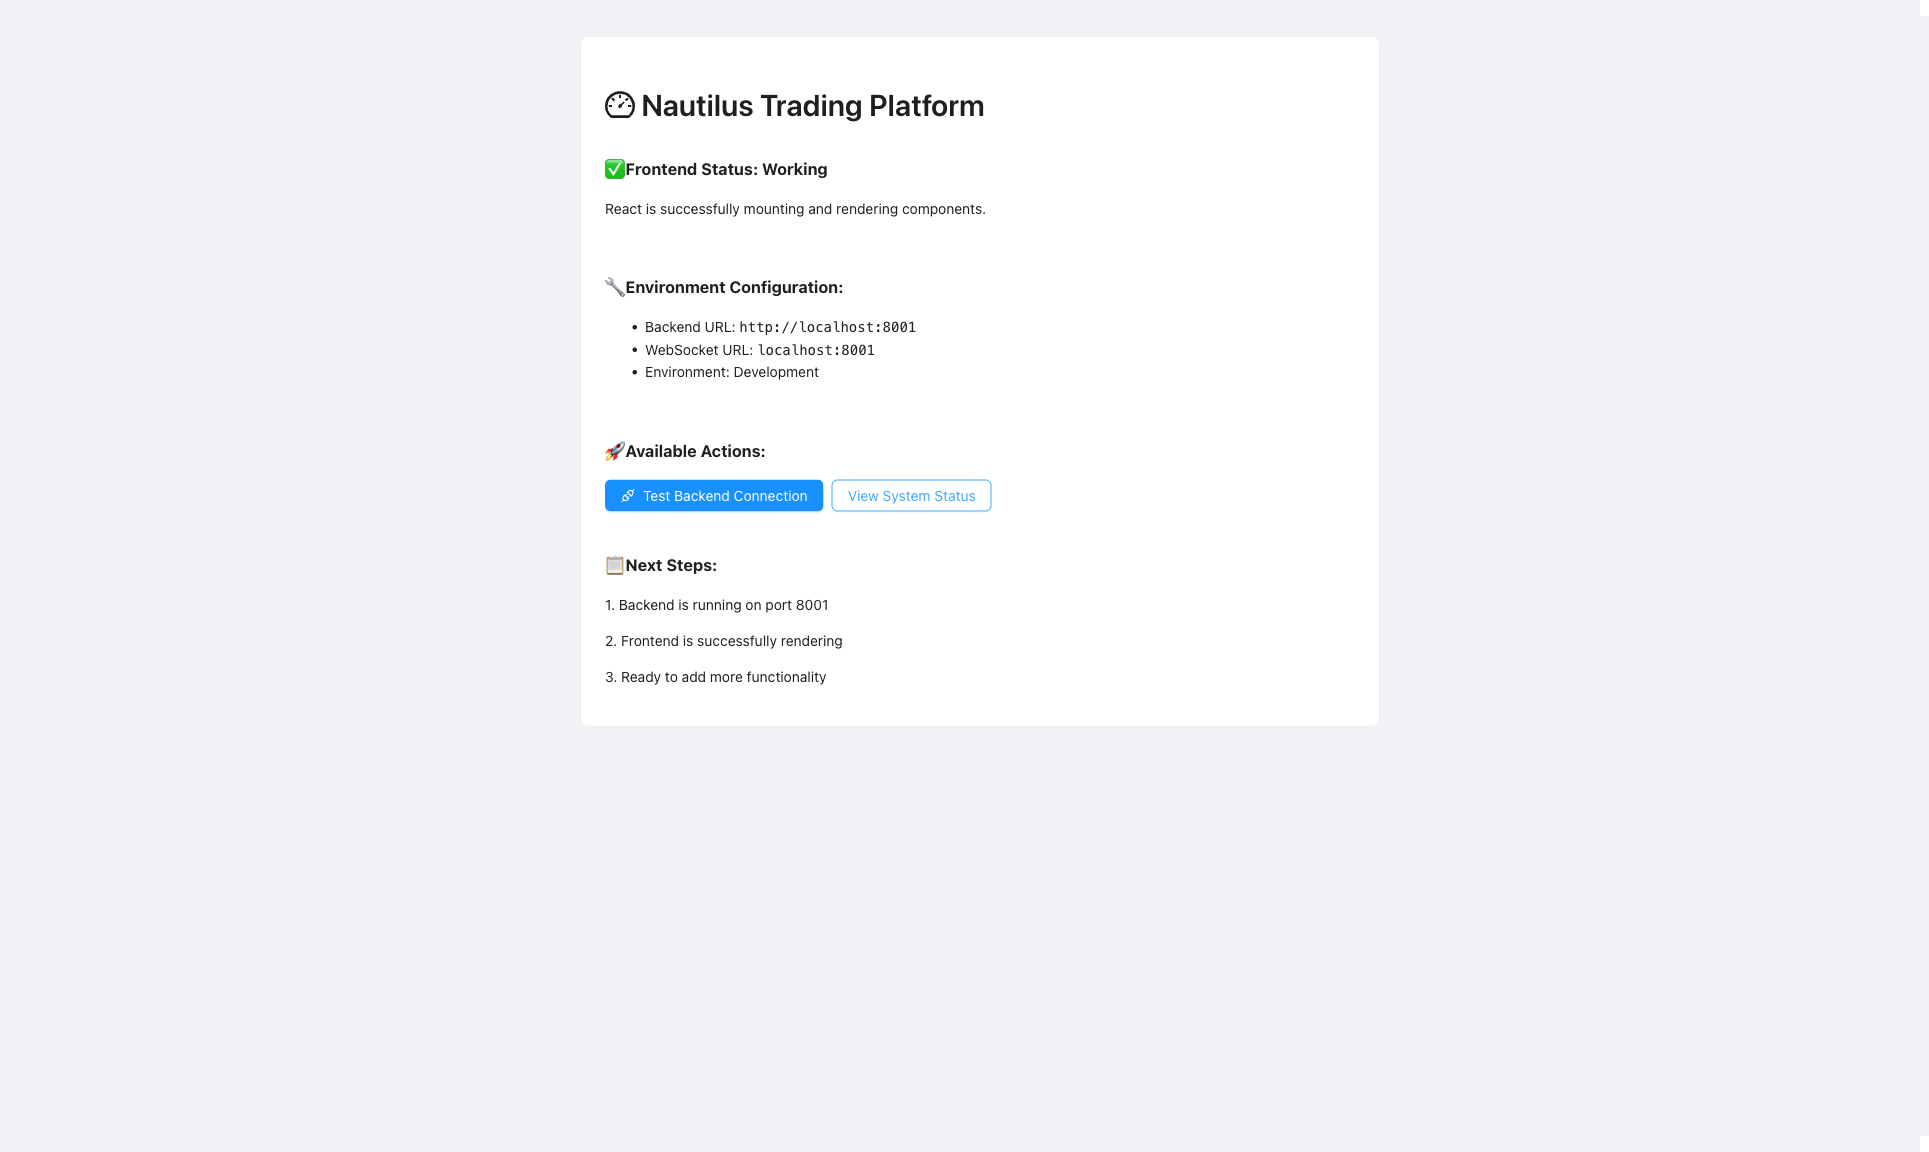 Nautilus Trading Platform
✅Frontend Status: Working
React is successfully mounting and rendering components.
🔧Environment Configuration:
• Backend URL: http://localhost:8001
• WebSocket URL: localhost:8001
• Environment: Development
🚀Available Actions:
Test Backend Connection View System Status
📋Next Steps:
1. Backend is running on port 8001
2. Frontend is successfully rendering
3. Ready to add more functionality